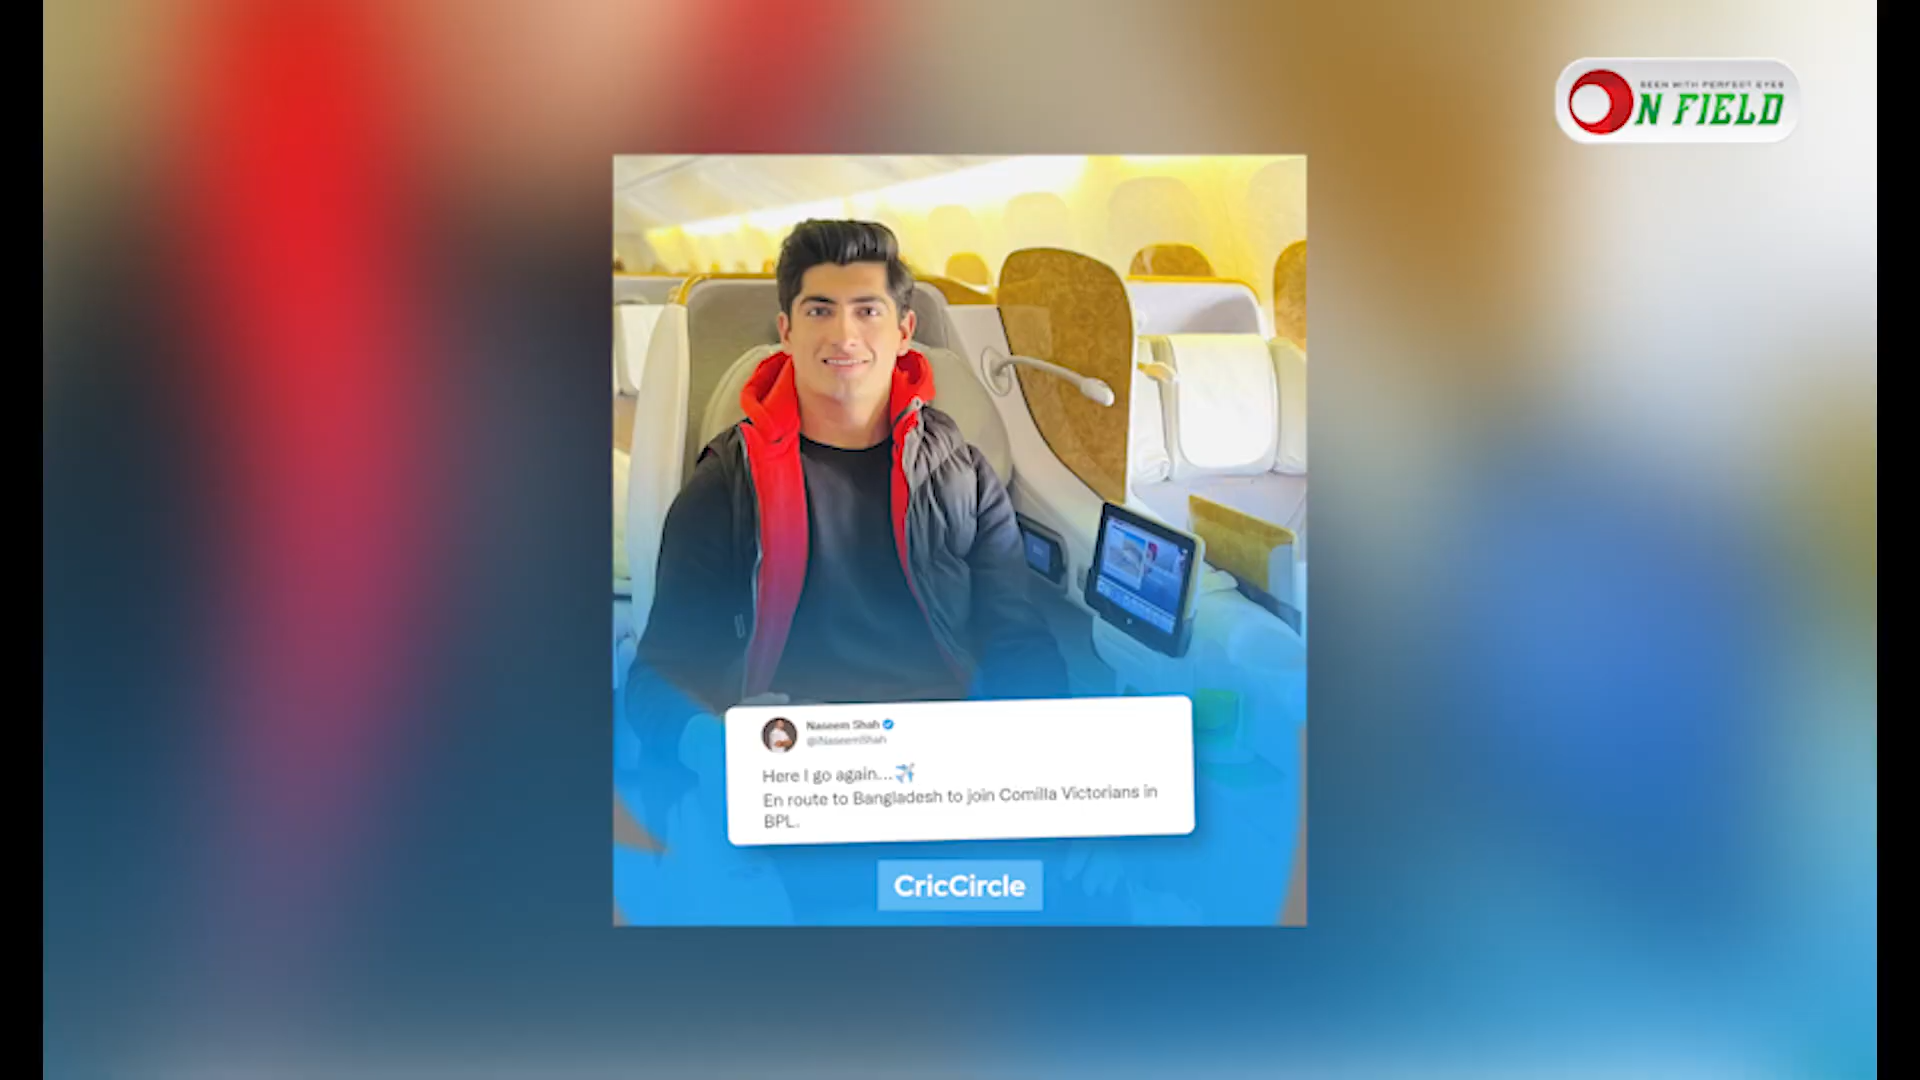 SEEN WITH PERFECT EYES
ON FIELD
Naseem Shah
@iNaseemShah
Here I go again...✈️
En route to Bangladesh to join Comilla Victorians in
BPL.
CricCircle